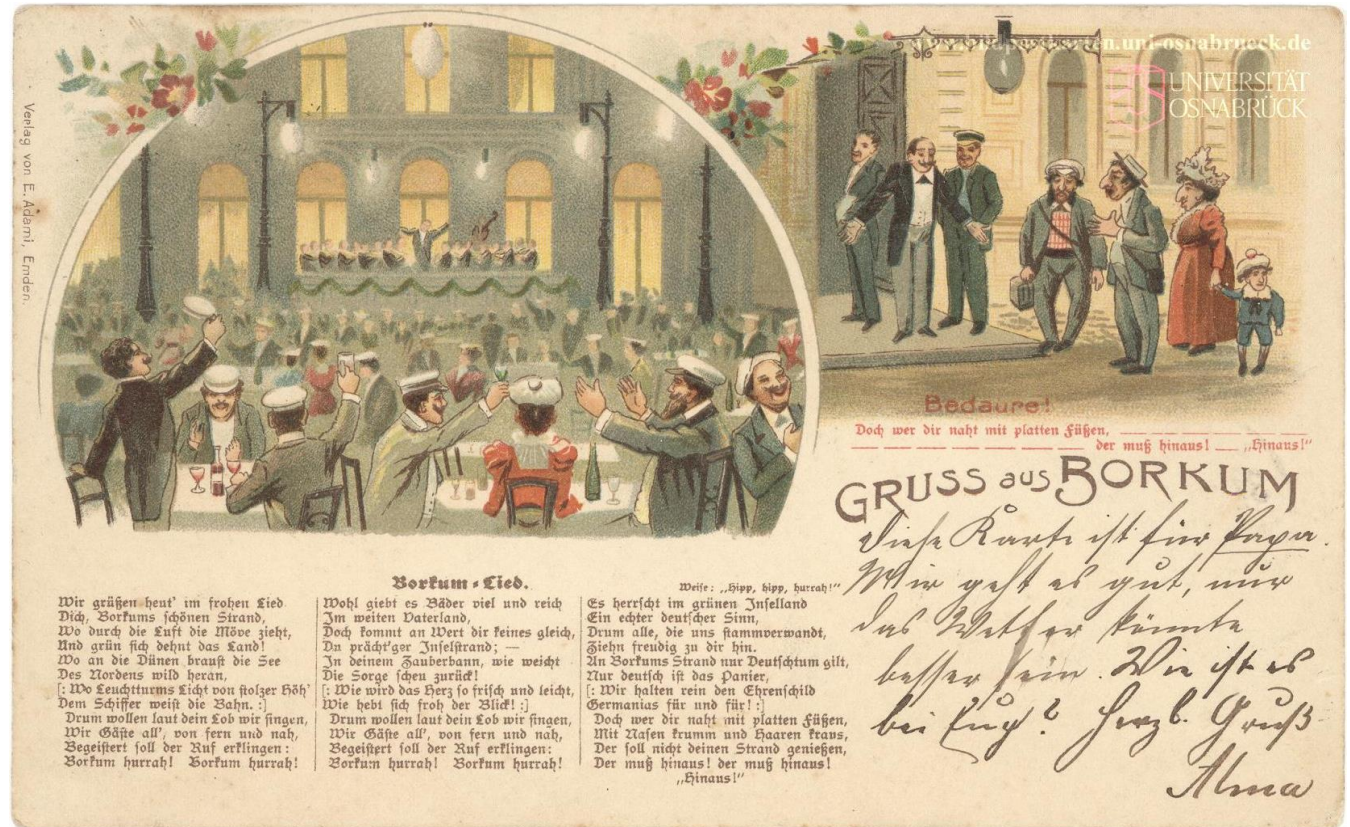 www.bildpostkarten.uni-osnabrueck.de
UNIVERSITÄT
OSNABRÜCK
Verlag von E. Adami, Emden.
Bedaure!
Doch wer dir naht mit platten Füßen,
der muß hinaus! — „Hinaus!“
GRUSS aus BORKUM
Diese Karte ist für Papa.
Mir geht es gut, nur
das Wetter könnte
besser sein. Wie ist es
bei Euch? Herzl. Gruß
Alma
Borkum-Lied.
Weise: „Hipp, hipp, hurrah!“
Wir grüßen heut' im frohen Lied
Dich, Borkums schönen Strand,
Wo durch die Luft die Möve zieht,
Und grün sich dehnt das Land!
Wo an die Dünen braust die See
Des Nordens wild heran,
[: Wo Leuchtturms Licht von stolzer Höh'
Dem Schiffer weist die Bahn. :]
Drum wollen laut dein Lob wir singen,
Wir Gäste all', von fern und nah,
Begeistert soll der Ruf erklingen:
Borkum hurrah! Borkum hurrah!
Wohl giebt es Bäder viel und reich
Im weiten Vaterland,
Doch kommt an Wert dir keines gleich,
Du prächt'ger Inselstrand; —
In deinem Zauberbann, wie weicht
Die Sorge scheu zurück!
[: Wie wird das Herz so frisch und leicht,
Wie hebt sich froh der Blick! :]
Drum wollen laut dein Lob wir singen,
Wir Gäste all', von fern und nah,
Begeistert soll der Ruf erklingen:
Borkum hurrah! Borkum hurrah!
Es herrscht im grünen Inselland
Ein echter deutscher Sinn,
Drum alle, die uns stammverwandt,
Ziehn freudig zu dir hin.
An Borkums Strand nur Deutschtum gilt,
Nur deutsch ist das Panier,
[: Wir halten rein den Ehrenschild
Germanias für und für! :]
Doch wer dir naht mit platten Füßen,
Mit Nasen krumm und Haaren kraus,
Der soll nicht deinen Strand genießen,
Der muß hinaus! der muß hinaus!
„Hinaus!“